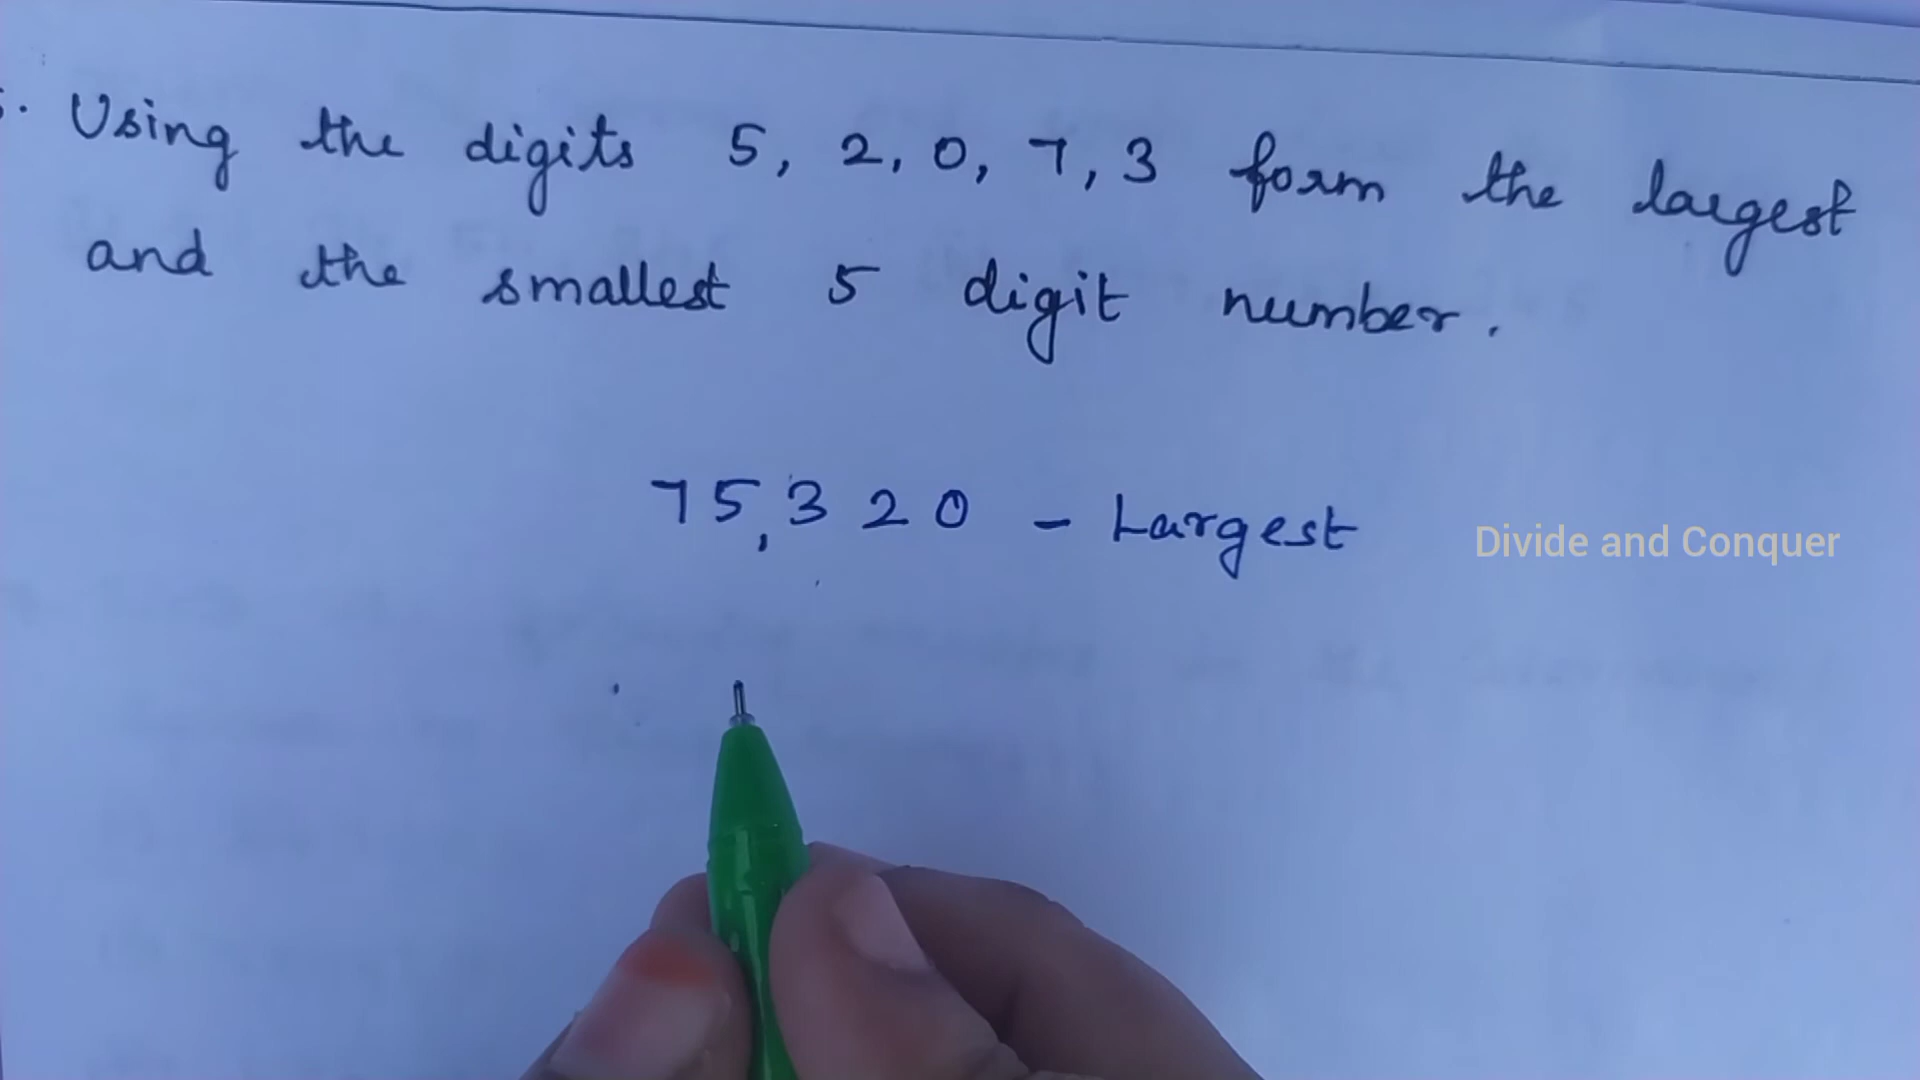 5. Using the digits 5, 2, 0, 7, 3 form the largest
and the smallest 5 digit number.
75,320 - Largest
Divide and Conquer